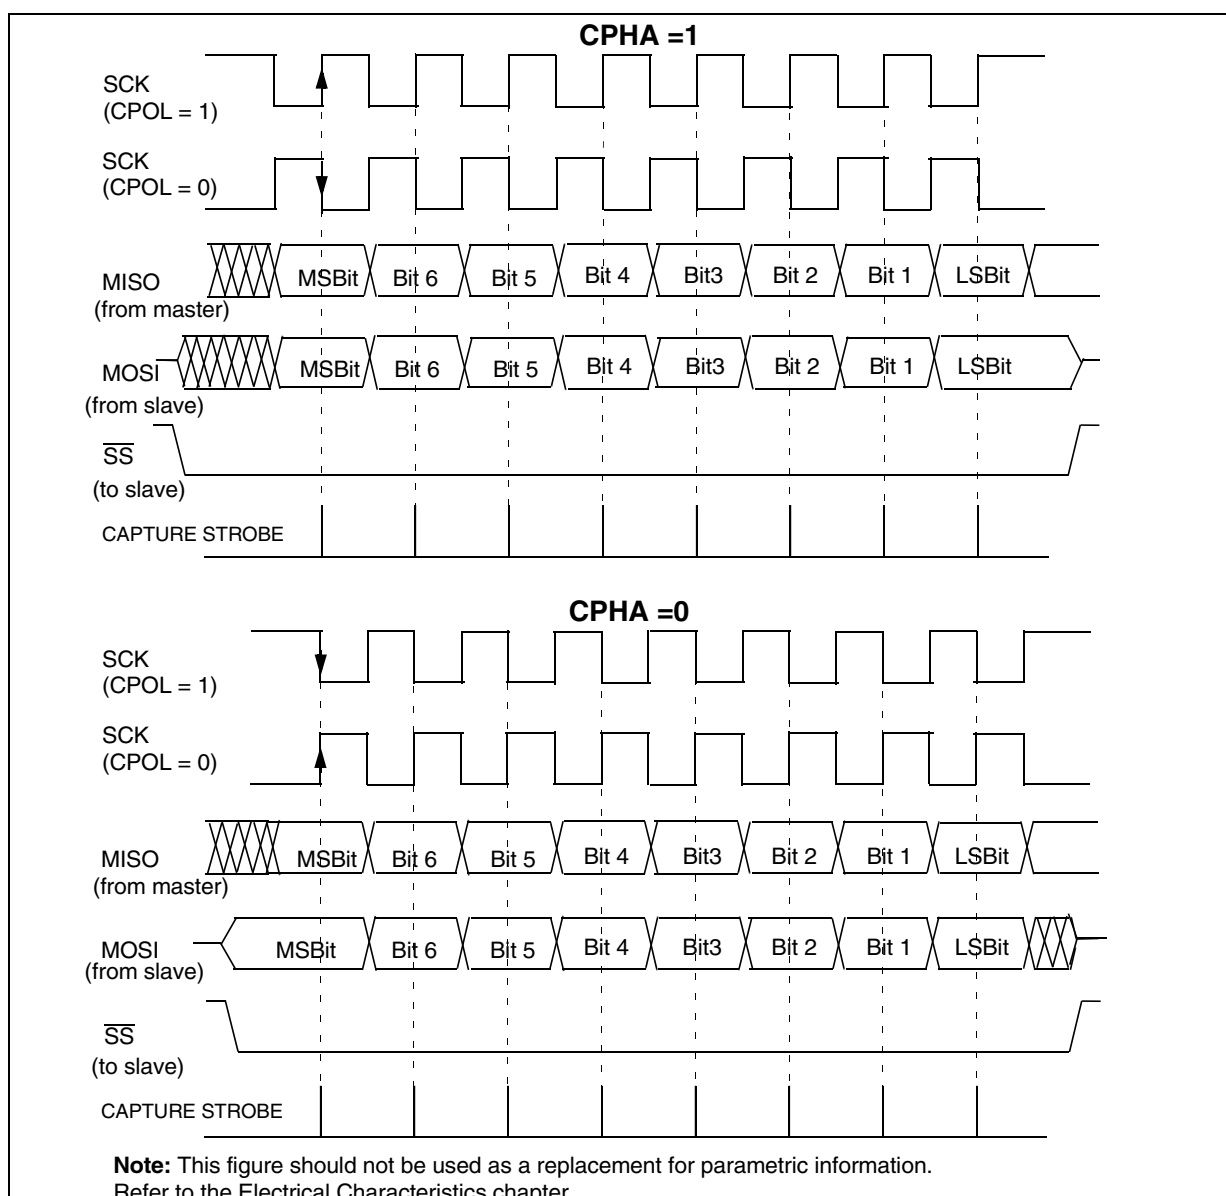 CPHA =1
SCK
(CPOL = 1)
SCK
(CPOL = 0)
MISO
(from master)
MSBit Bit 6 Bit 5 Bit 4 Bit3 Bit 2 Bit 1 LSBit
MOSI
(from slave)
MSBit Bit 6 Bit 5 Bit 4 Bit3 Bit 2 Bit 1 LSBit
SS
(to slave)
CAPTURE STROBE
CPHA =0
SCK
(CPOL = 1)
SCK
(CPOL = 0)
MISO
(from master)
MSBit Bit 6 Bit 5 Bit 4 Bit3 Bit 2 Bit 1 LSBit
MOSI
(from slave)
MSBit Bit 6 Bit 5 Bit 4 Bit3 Bit 2 Bit 1 LSBit
SS
(to slave)
CAPTURE STROBE
Note: This figure should not be used as a replacement for parametric information.
Refer to the Electrical Characteristics chapter